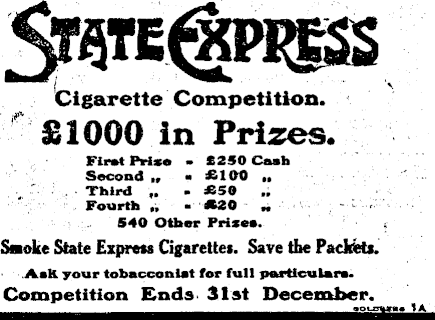 STATE EXPRESS
Cigarette Competition.
£1000 in Prizes.
First Prize - £250 Cash
Second „ - £100 „
Third „ - £50 „
Fourth „ - £20 „
540 Other Prizes.
Smoke State Express Cigarettes. Save the Packets.
Ask your tobacconist for full particulars.
Competition Ends 31st December.